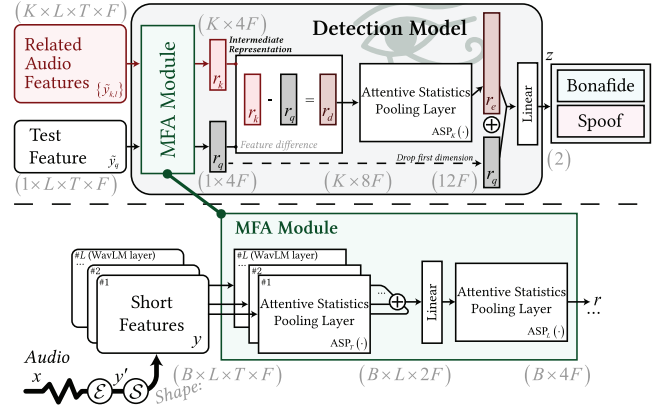 (K × L × T × F)
(K × 4F)
Detection Model
Related
Audio
Features {ỹ_{k,l}}
MFA Module
Intermediate
Representation
r_k
r_k - r_q = r_d
Feature difference
Attentive Statistics
Pooling Layer
ASP_K(·)
r_e
⊕
r_q
Linear
z
Bonafide
Spoof
(2)
Test
Feature ỹ_q
r_q
Drop first dimension
(1 × L × T × F)
(1 × 4F)
(K × 8F)
(12F)
MFA Module
#L (WavLM layer)
...
#2
#1
Short
Features
y
#L (WavLM layer)
...
#2
#1
Attentive Statistics
Pooling Layer
ASP_T(·)
...
⊕
Linear
Attentive Statistics
Pooling Layer
ASP_L(·)
r
...
Audio
x
ℰ
y′
𝒮
Shape:
(B × L × T × F)
(B × L × 2F)
(B × 4F)